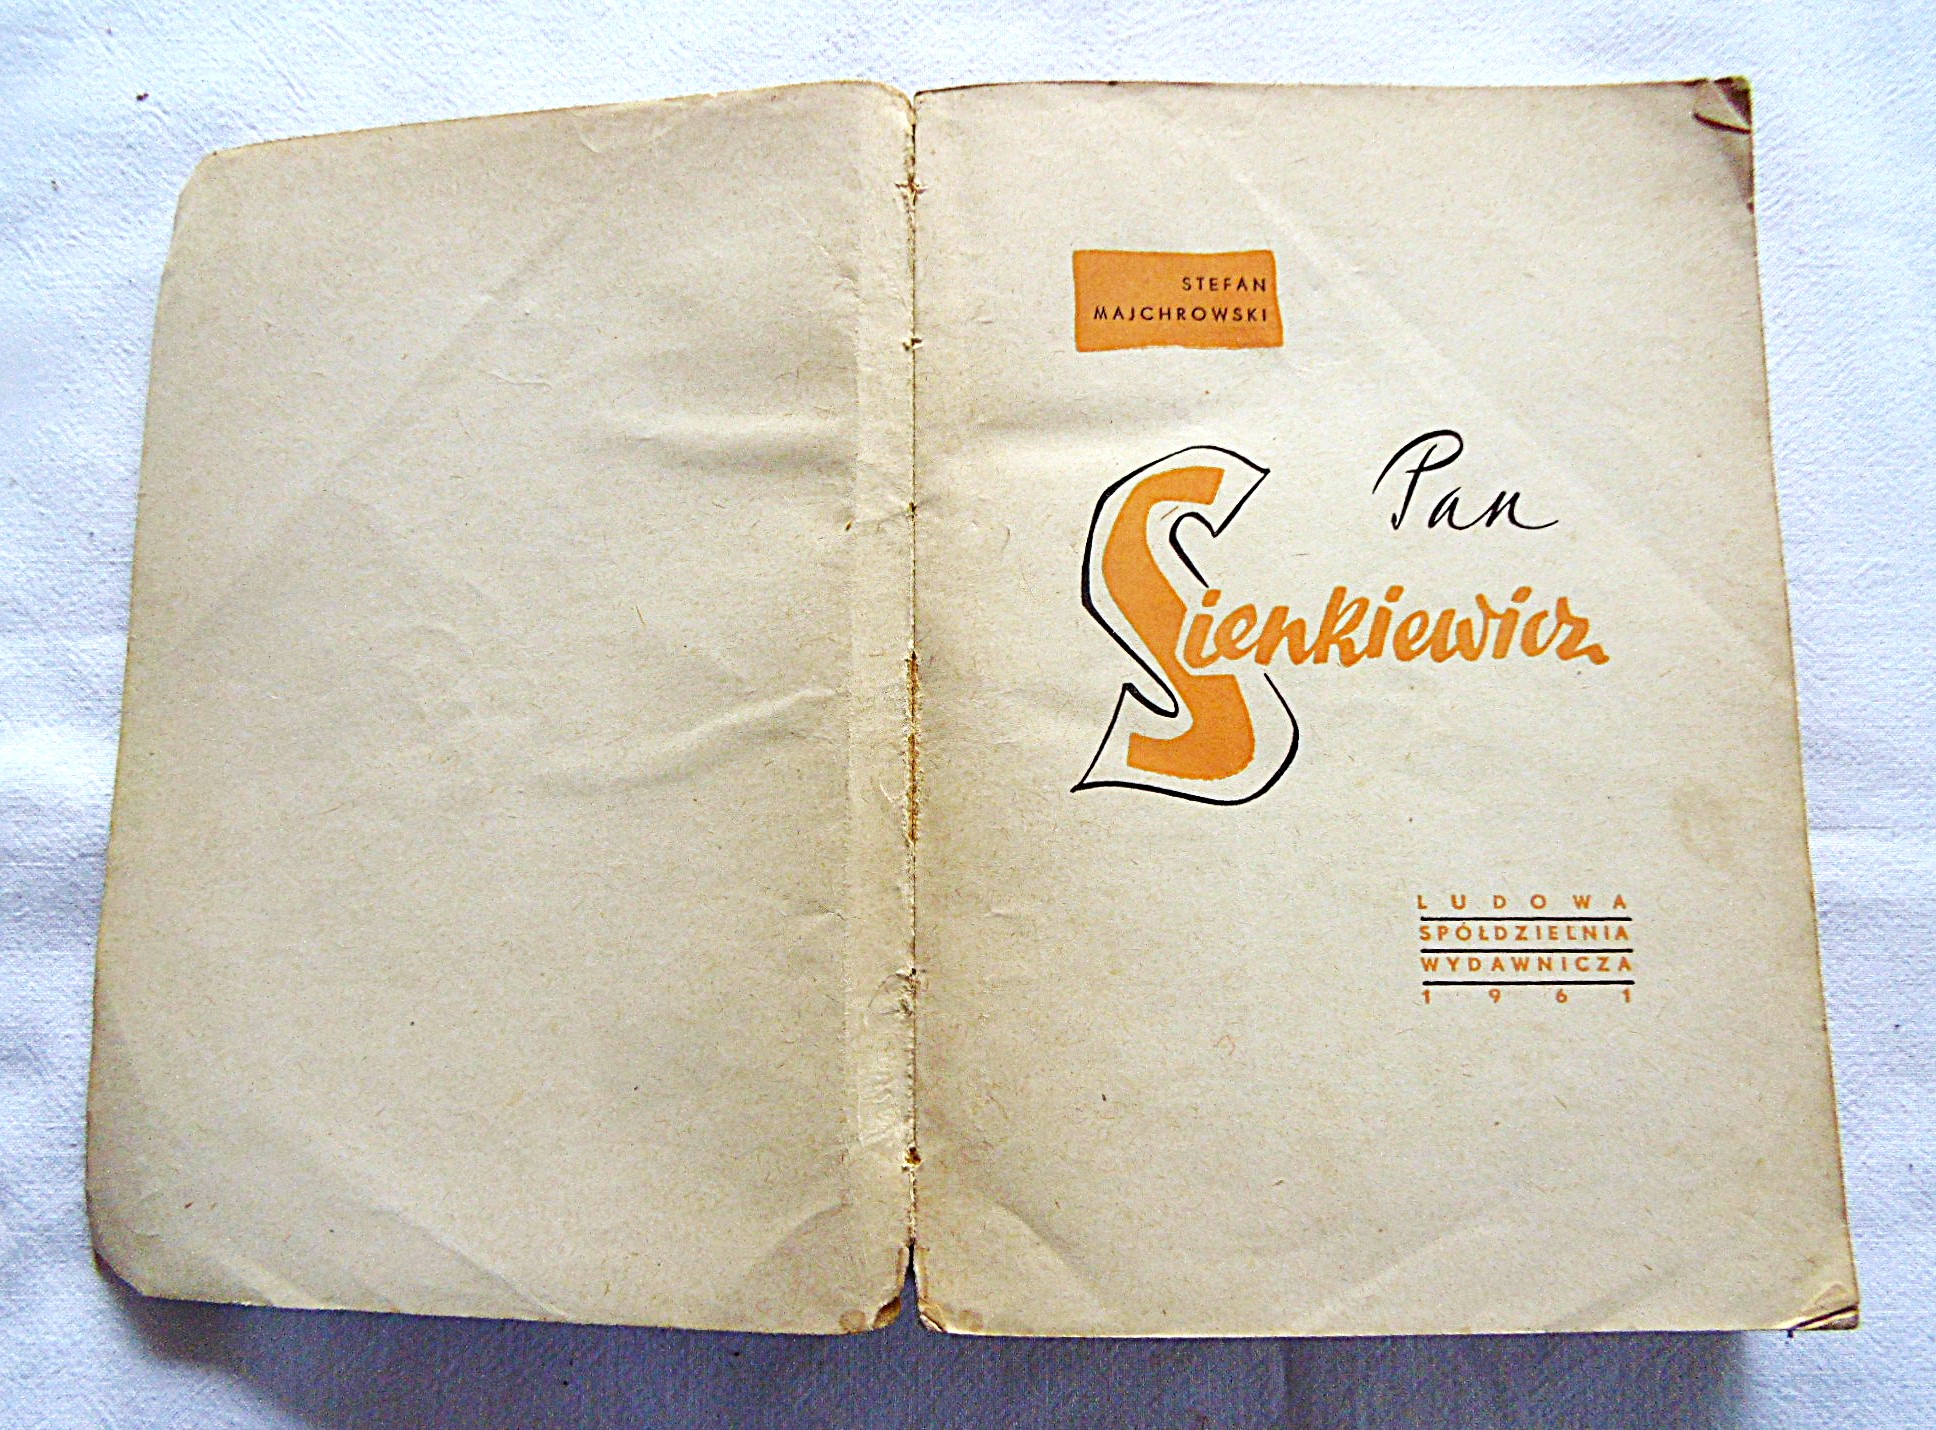 STEFAN
MAJCHROWSKI
Pan
Sienkiewicz
LUDOWA
SPÓŁDZIELNIA
WYDAWNICZA
1961